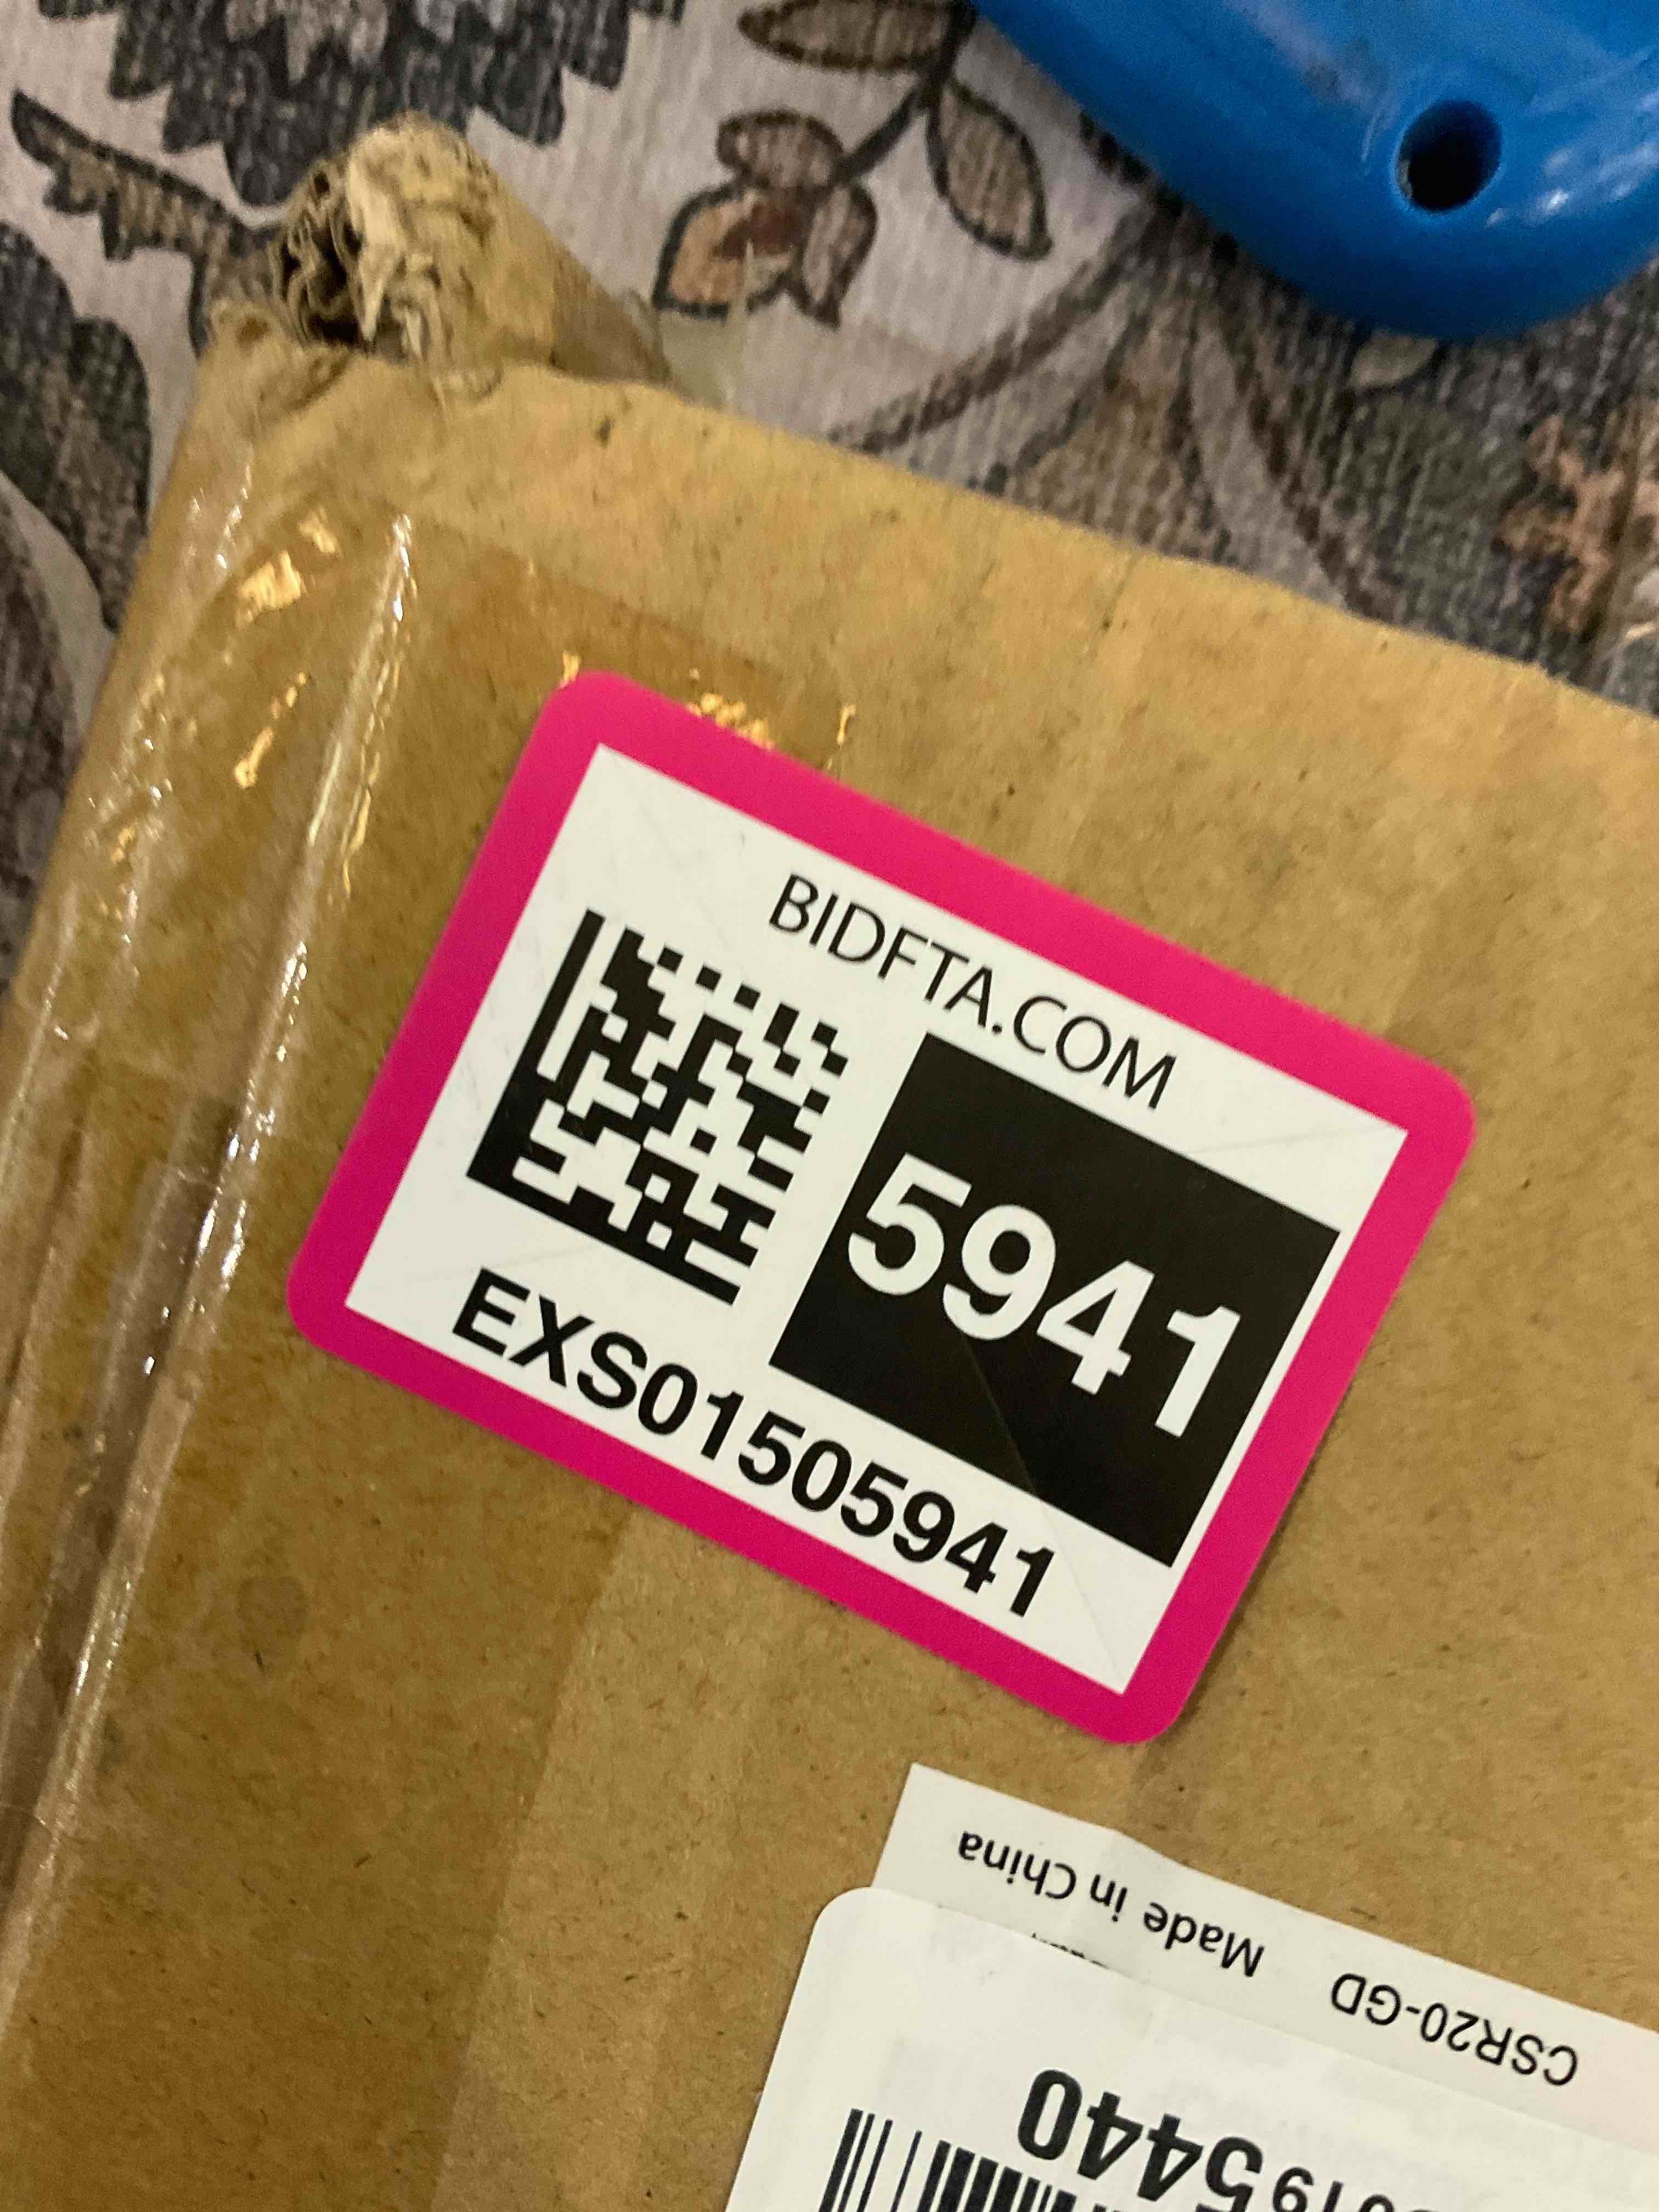 BIDFTA.COM
5941
EXS01505941
CSR20-GD Made in China
5440